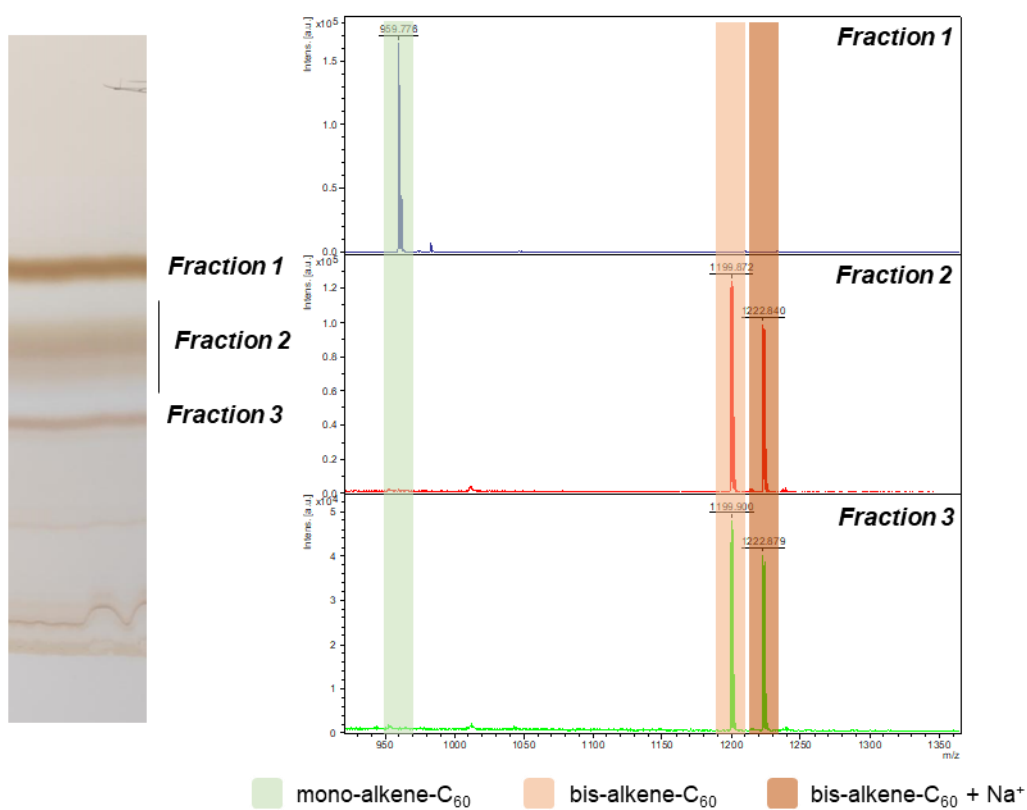 Fraction 1
Fraction 2
Fraction 3
Intens. [a.u.]
x10⁵
1.5
1.0
0.5
0.0
959.776
Fraction 1
Intens. [a.u.]
x10⁵
1.2
1.0
0.8
0.6
0.4
0.2
0.0
1199.872
1222.840
Fraction 2
Intens. [a.u.]
x10⁴
5
4
3
2
1
0
1199.900
1222.879
Fraction 3
950 1000 1050 1100 1150 1200 1250 1300 1350
m/z
mono-alkene-C₆₀ bis-alkene-C₆₀ bis-alkene-C₆₀ + Na⁺